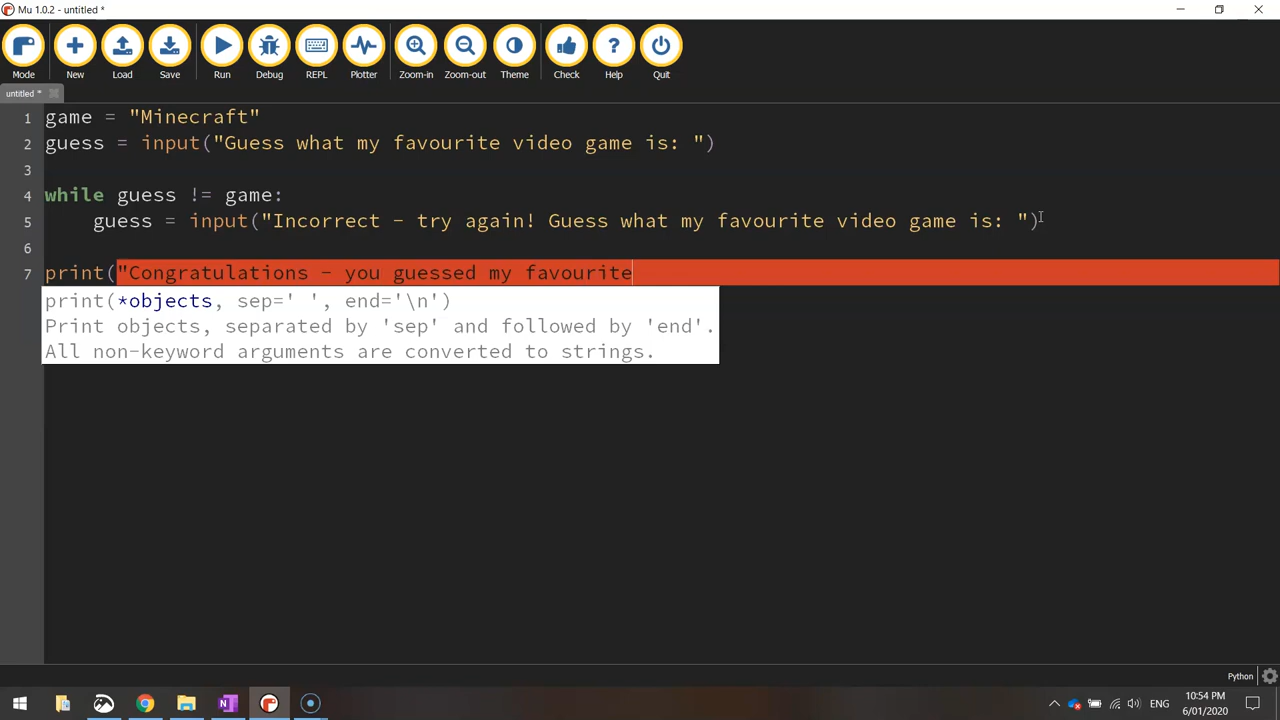 Mu 1.0.2 - untitled *
Mode New Load Save Run Debug REPL Plotter Zoom-in Zoom-out Theme Check Help Quit
untitled *
1 game = "Minecraft"
2 guess = input("Guess what my favourite video game is: ")
3
4 while guess != game:
5 guess = input("Incorrect - try again! Guess what my favourite video game is: ")
6
7 print("Congratulations - you guessed my favourite
print(*objects, sep=' ', end='\n')
Print objects, separated by 'sep' and followed by 'end'.
All non-keyword arguments are converted to strings.
Python
ENG
10:54 PM
6/01/2020